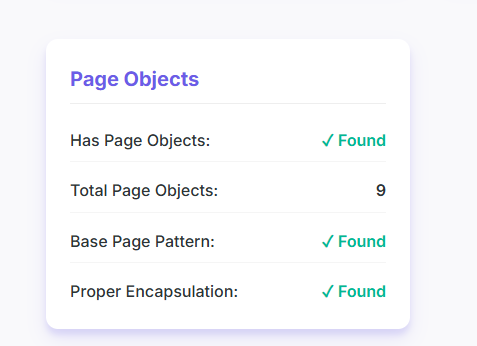 Page Objects
Has Page Objects: ✓ Found
Total Page Objects: 9
Base Page Pattern: ✓ Found
Proper Encapsulation: ✓ Found